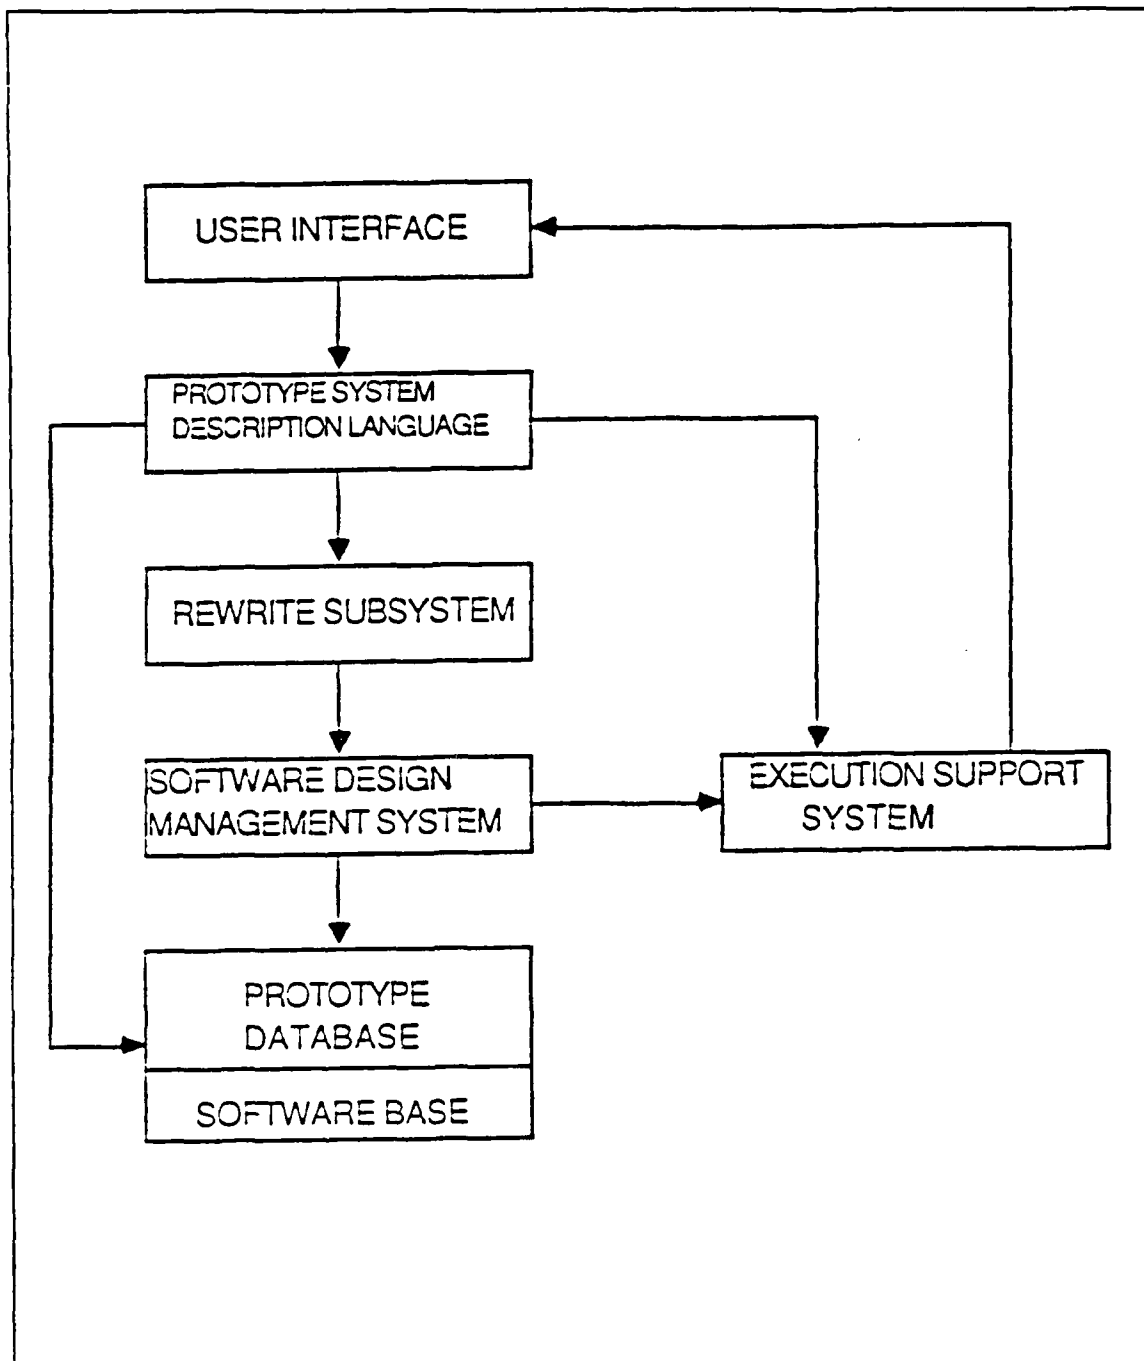 USER INTERFACE
PROTOTYPE SYSTEM
DESCRIPTION LANGUAGE
REWRITE SUBSYSTEM
SOFTWARE DESIGN
MANAGEMENT SYSTEM
EXECUTION SUPPORT
SYSTEM
PROTOTYPE
DATABASE
SOFTWARE BASE